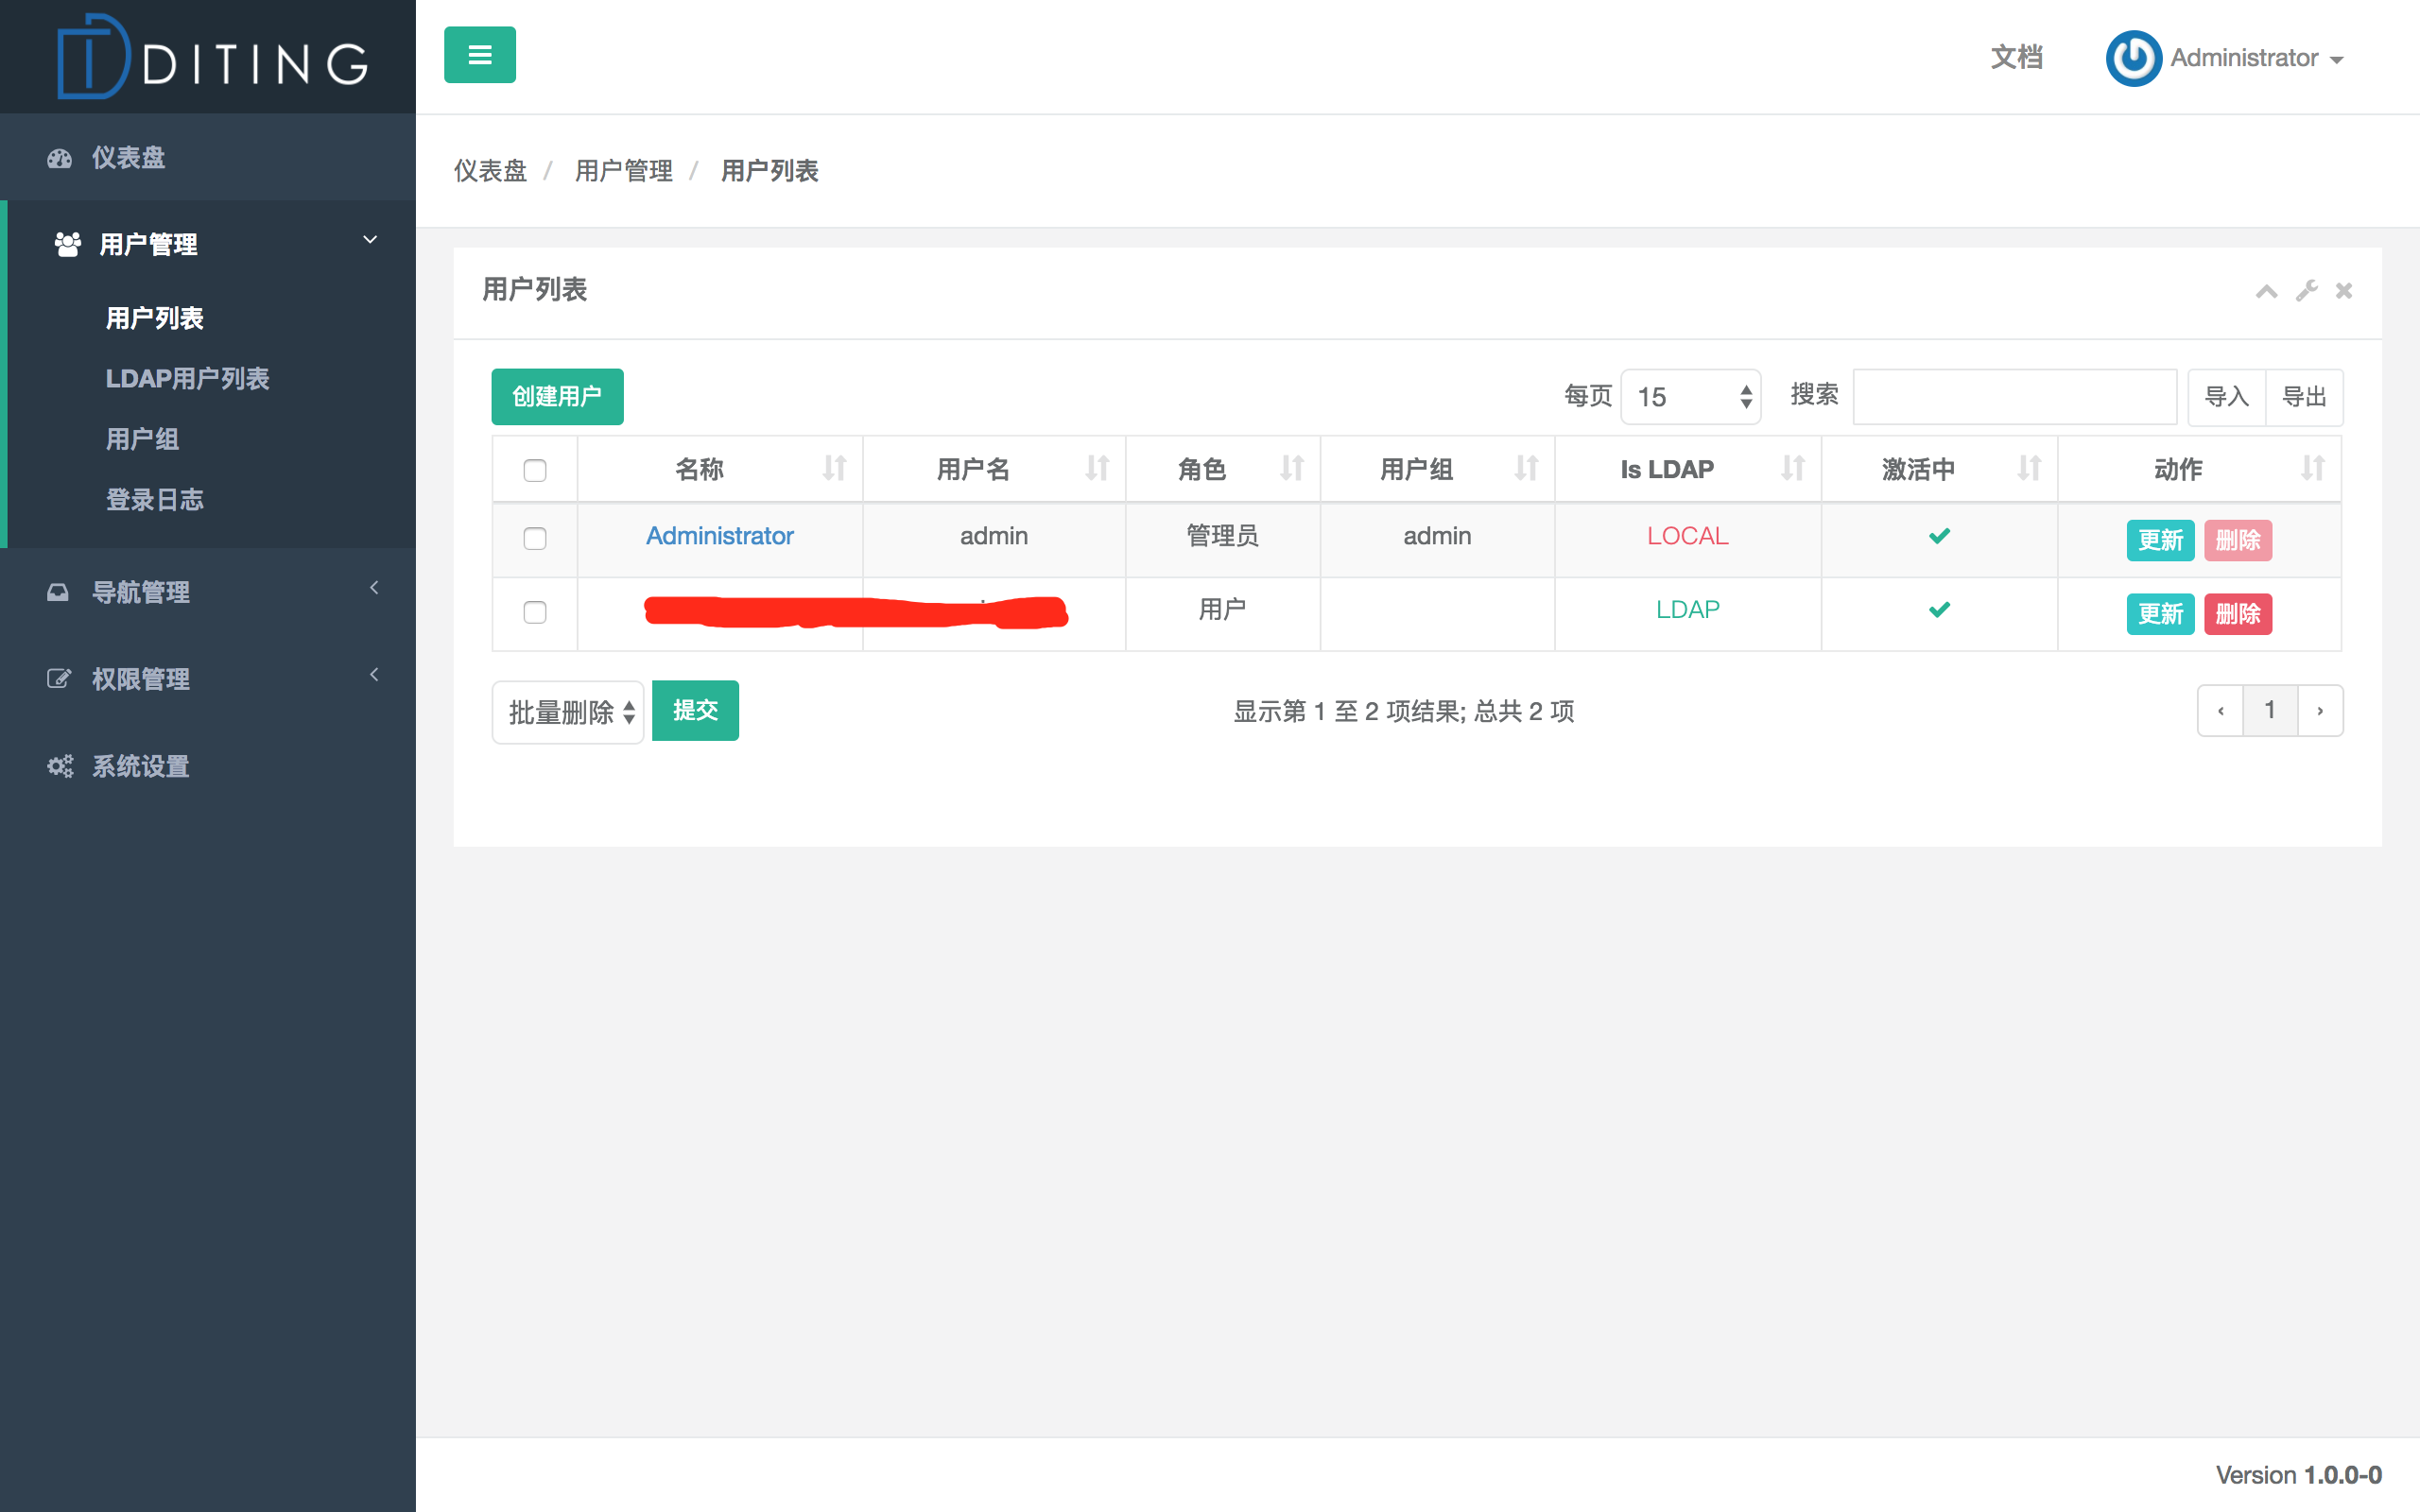 DITING
文档
Administrator
仪表盘
用户管理
用户列表
LDAP用户列表
用户组
登录日志
导航管理
权限管理
系统设置
仪表盘 / 用户管理 / 用户列表
用户列表
创建用户 每页 15 搜索 导入 导出
名称 用户名 角色 用户组 Is LDAP 激活中 动作
Administrator admin 管理员 admin LOCAL 更新 删除
用户 LDAP 更新 删除
批量删除 提交 显示第 1 至 2 项结果; 总共 2 项 ‹ 1 ›
Version 1.0.0-0